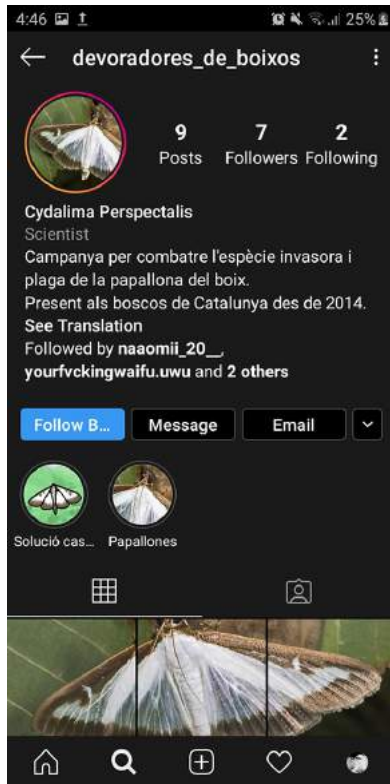 4:46 25%
devoradores_de_boixos
9 7 2
Posts Followers Following
Cydalima Perspectalis
Scientist
Campanya per combatre l'espècie invasora i
plaga de la papallona del boix.
Present als boscos de Catalunya des de 2014.
See Translation
Followed by naaomii_20__,
yourfvckingwaifu.uwu and 2 others
Follow B... Message Email
Solució cas... Papallones